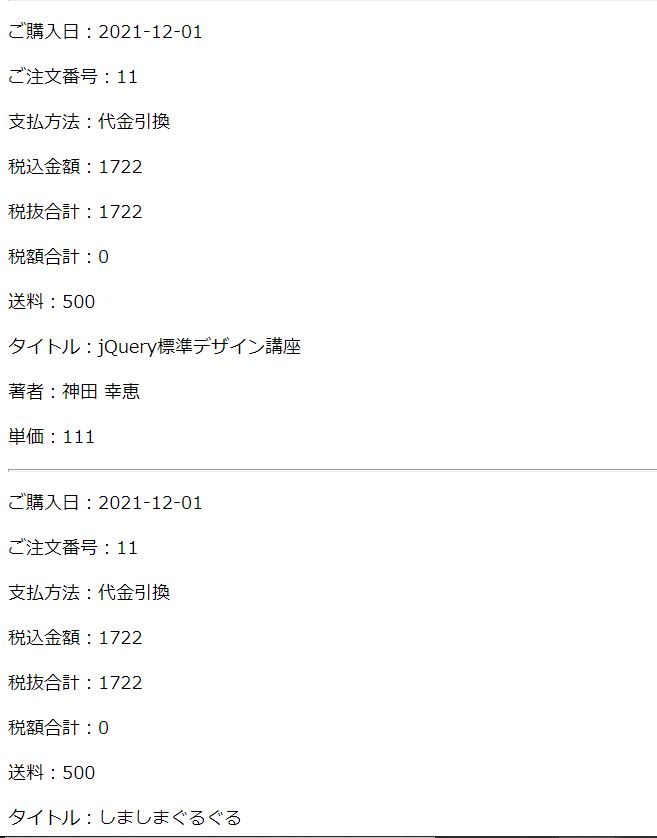 ご購入日：2021-12-01
ご注文番号：11
支払方法：代金引換
税込金額：1722
税抜合計：1722
税額合計：0
送料：500
タイトル：jQuery標準デザイン講座
著者：神田 幸恵
単価：111
ご購入日：2021-12-01
ご注文番号：11
支払方法：代金引換
税込金額：1722
税抜合計：1722
税額合計：0
送料：500
タイトル：しましまぐるぐる